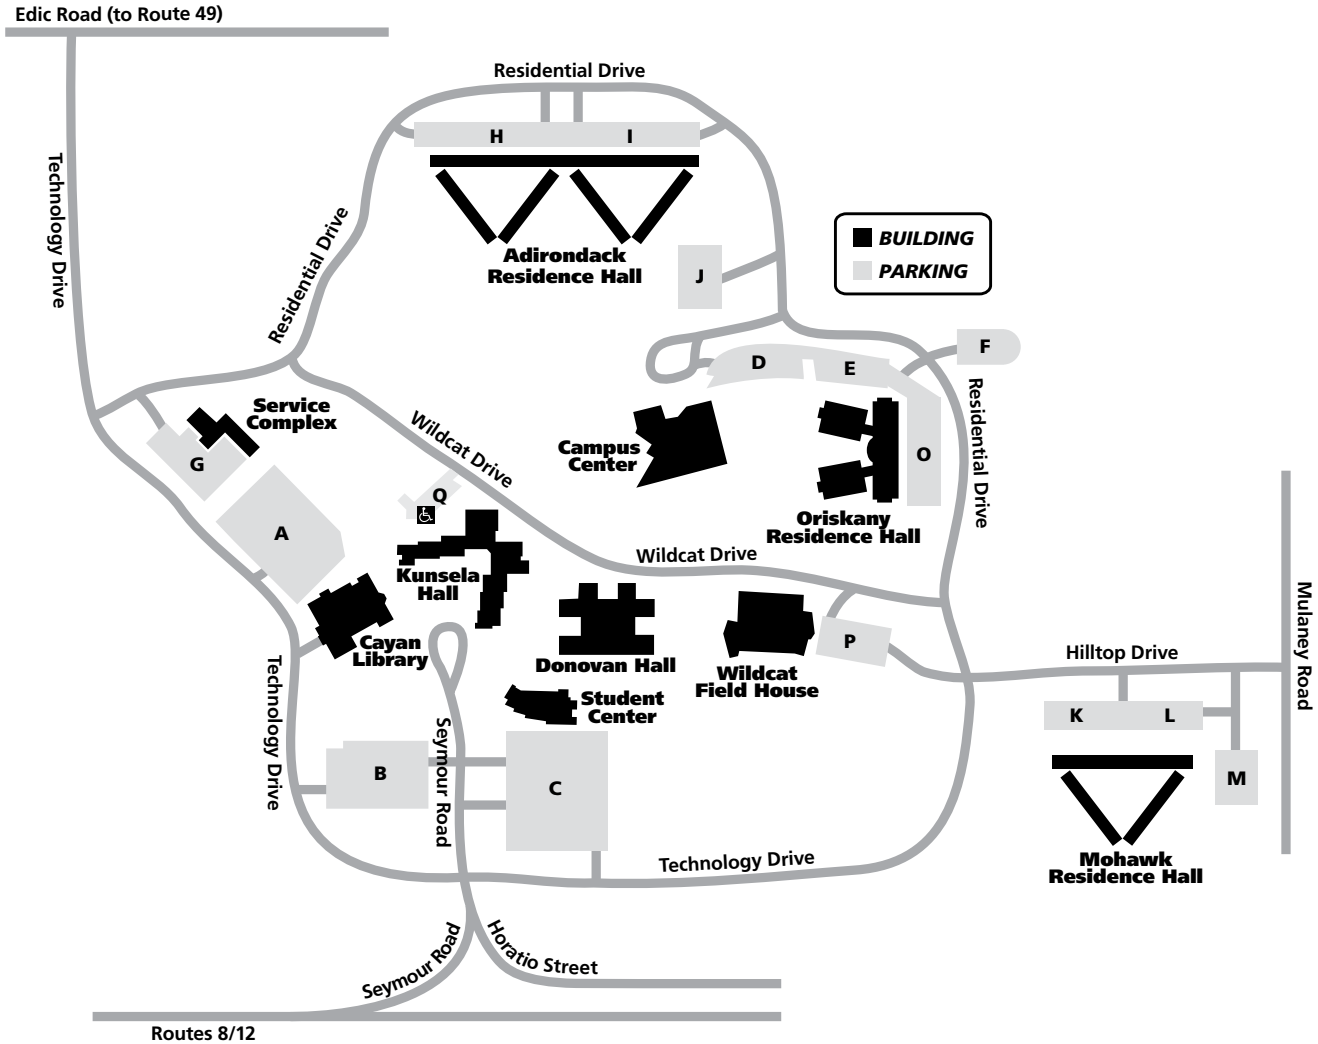 Edic Road (to Route 49)
Residential Drive
H
I
Technology Drive
Residential Drive
Adirondack
Residence Hall
J
BUILDING
PARKING
F
D
E
Residential Drive
Service
Complex
Wildcat Drive
Campus
Center
G
O
Q
A
Oriskany
Residence Hall
Wildcat Drive
Kunsela
Hall
Mulaney Road
Cayan
Library
Donovan Hall
P
Wildcat
Field House
Hilltop Drive
Technology Drive
Student
Center
Seymour Road
K
L
B
C
M
Technology Drive
Mohawk
Residence Hall
Seymour Road
Horatio Street
Routes 8/12